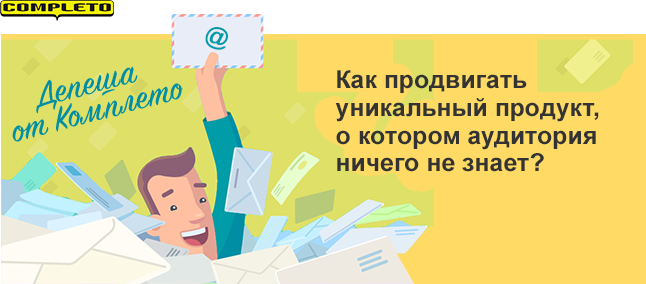 COMPLETO
@
Депеша
от Комплето
Как продвигать
уникальный продукт,
о котором аудитория
ничего не знает?